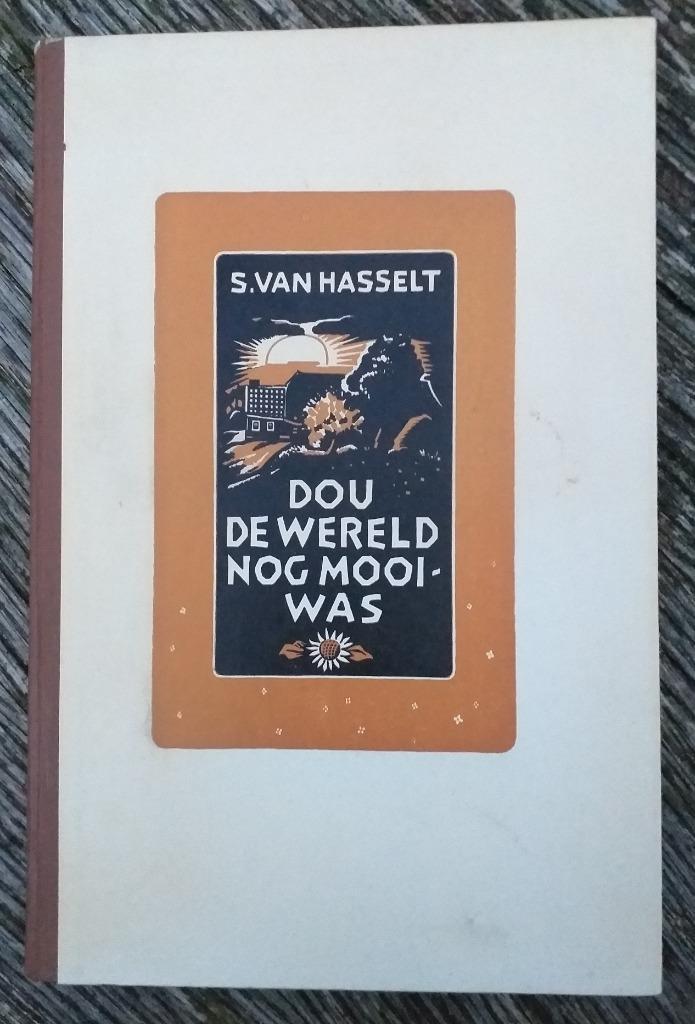 S. VAN HASSELT
DOU
DE WERELD
NOG MOOI-
WAS